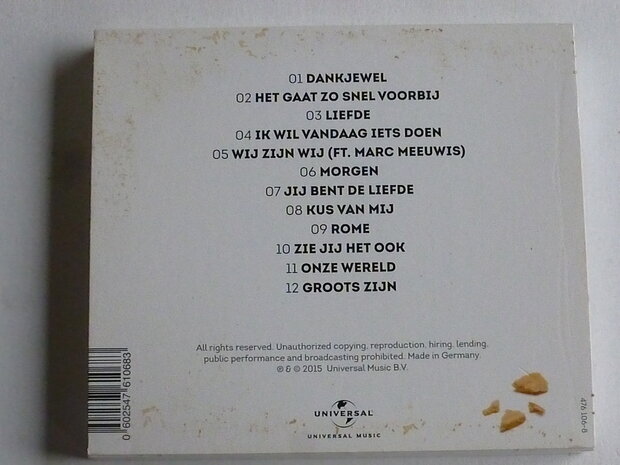 01 DANKJEWEL
02 HET GAAT ZO SNEL VOORBIJ
03 LIEFDE
04 IK WIL VANDAAG IETS DOEN
05 WIJ ZIJN WIJ (FT. MARC MEEUWIS)
06 MORGEN
07 JIJ BENT DE LIEFDE
08 KUS VAN MIJ
09 ROME
10 ZIE JIJ HET OOK
11 ONZE WERELD
12 GROOTS ZIJN
All rights reserved. Unauthorized copying, reproduction, hiring, lending,
public performance and broadcasting prohibited. Made in Germany.
℗ & © 2015 Universal Music B.V.
UNIVERSAL
UNIVERSAL MUSIC
0 602547 610683
476 106-8